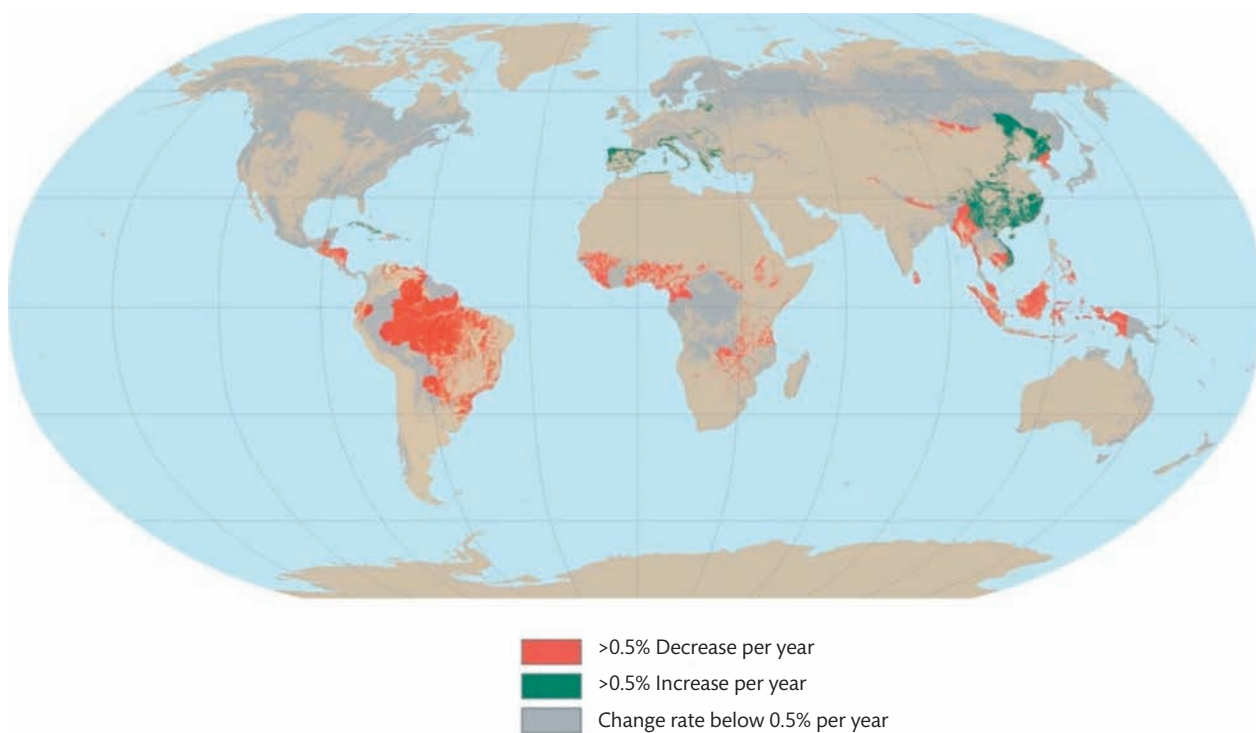 >0.5% Decrease per year
>0.5% Increase per year
Change rate below 0.5% per year